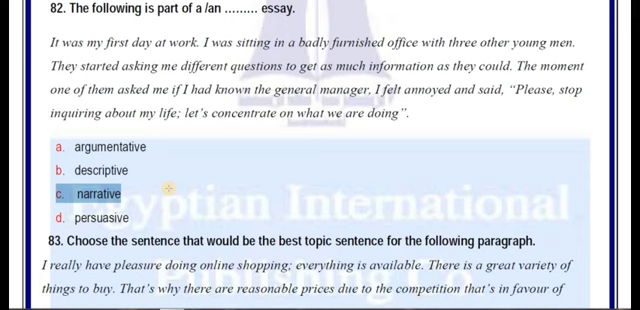 82. The following is part of a /an ......... essay.
It was my first day at work. I was sitting in a badly furnished office with three other young men.
They started asking me different questions to get as much information as they could. The moment
one of them asked me if I had known the general manager, I felt annoyed and said, “Please, stop
inquiring about my life; let’s concentrate on what we are doing”.
a. argumentative
b. descriptive
c. narrative
d. persuasive
Egyptian International
83. Choose the sentence that would be the best topic sentence for the following paragraph.
I really have pleasure doing online shopping; everything is available. There is a great variety of
things to buy. That’s why there are reasonable prices due to the competition that’s in favour of
Publishing Co.